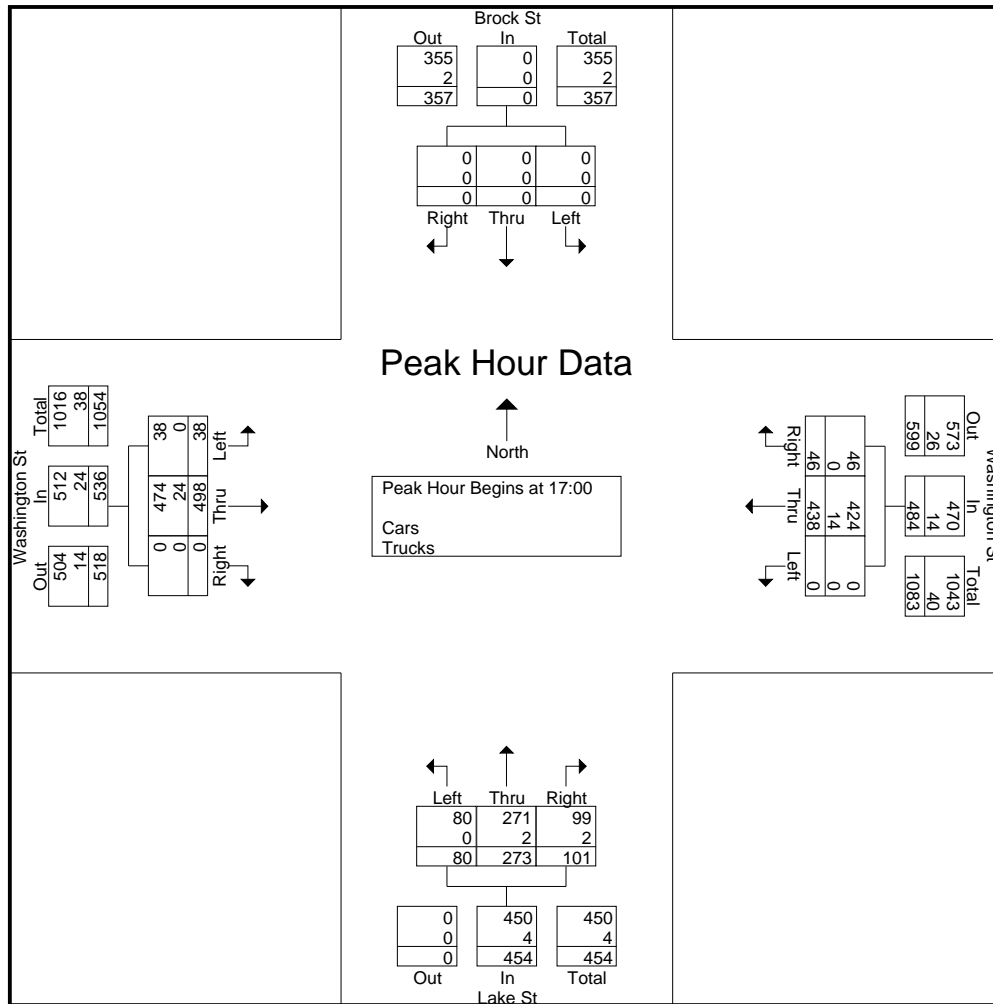 Brock St
Out In Total
355 0 355
2 0 2
357 0 357
0 0 0
0 0 0
0 0 0
Right Thru Left
Peak Hour Data
North
Peak Hour Begins at 17:00
Cars
Trucks
Washington St
Total In Out
1016 512 504
38 24 14
1054 536 518
38 474 0
0 24 0
38 498 0
Left Thru Right
Washington St
Out In Total
573 470 1043
26 14 40
599 484 1083
46 424 0
0 14 0
46 438 0
Right Thru Left
Left Thru Right
80 271 99
0 2 2
80 273 101
0 450 450
0 4 4
0 454 454
Out In Total
Lake St